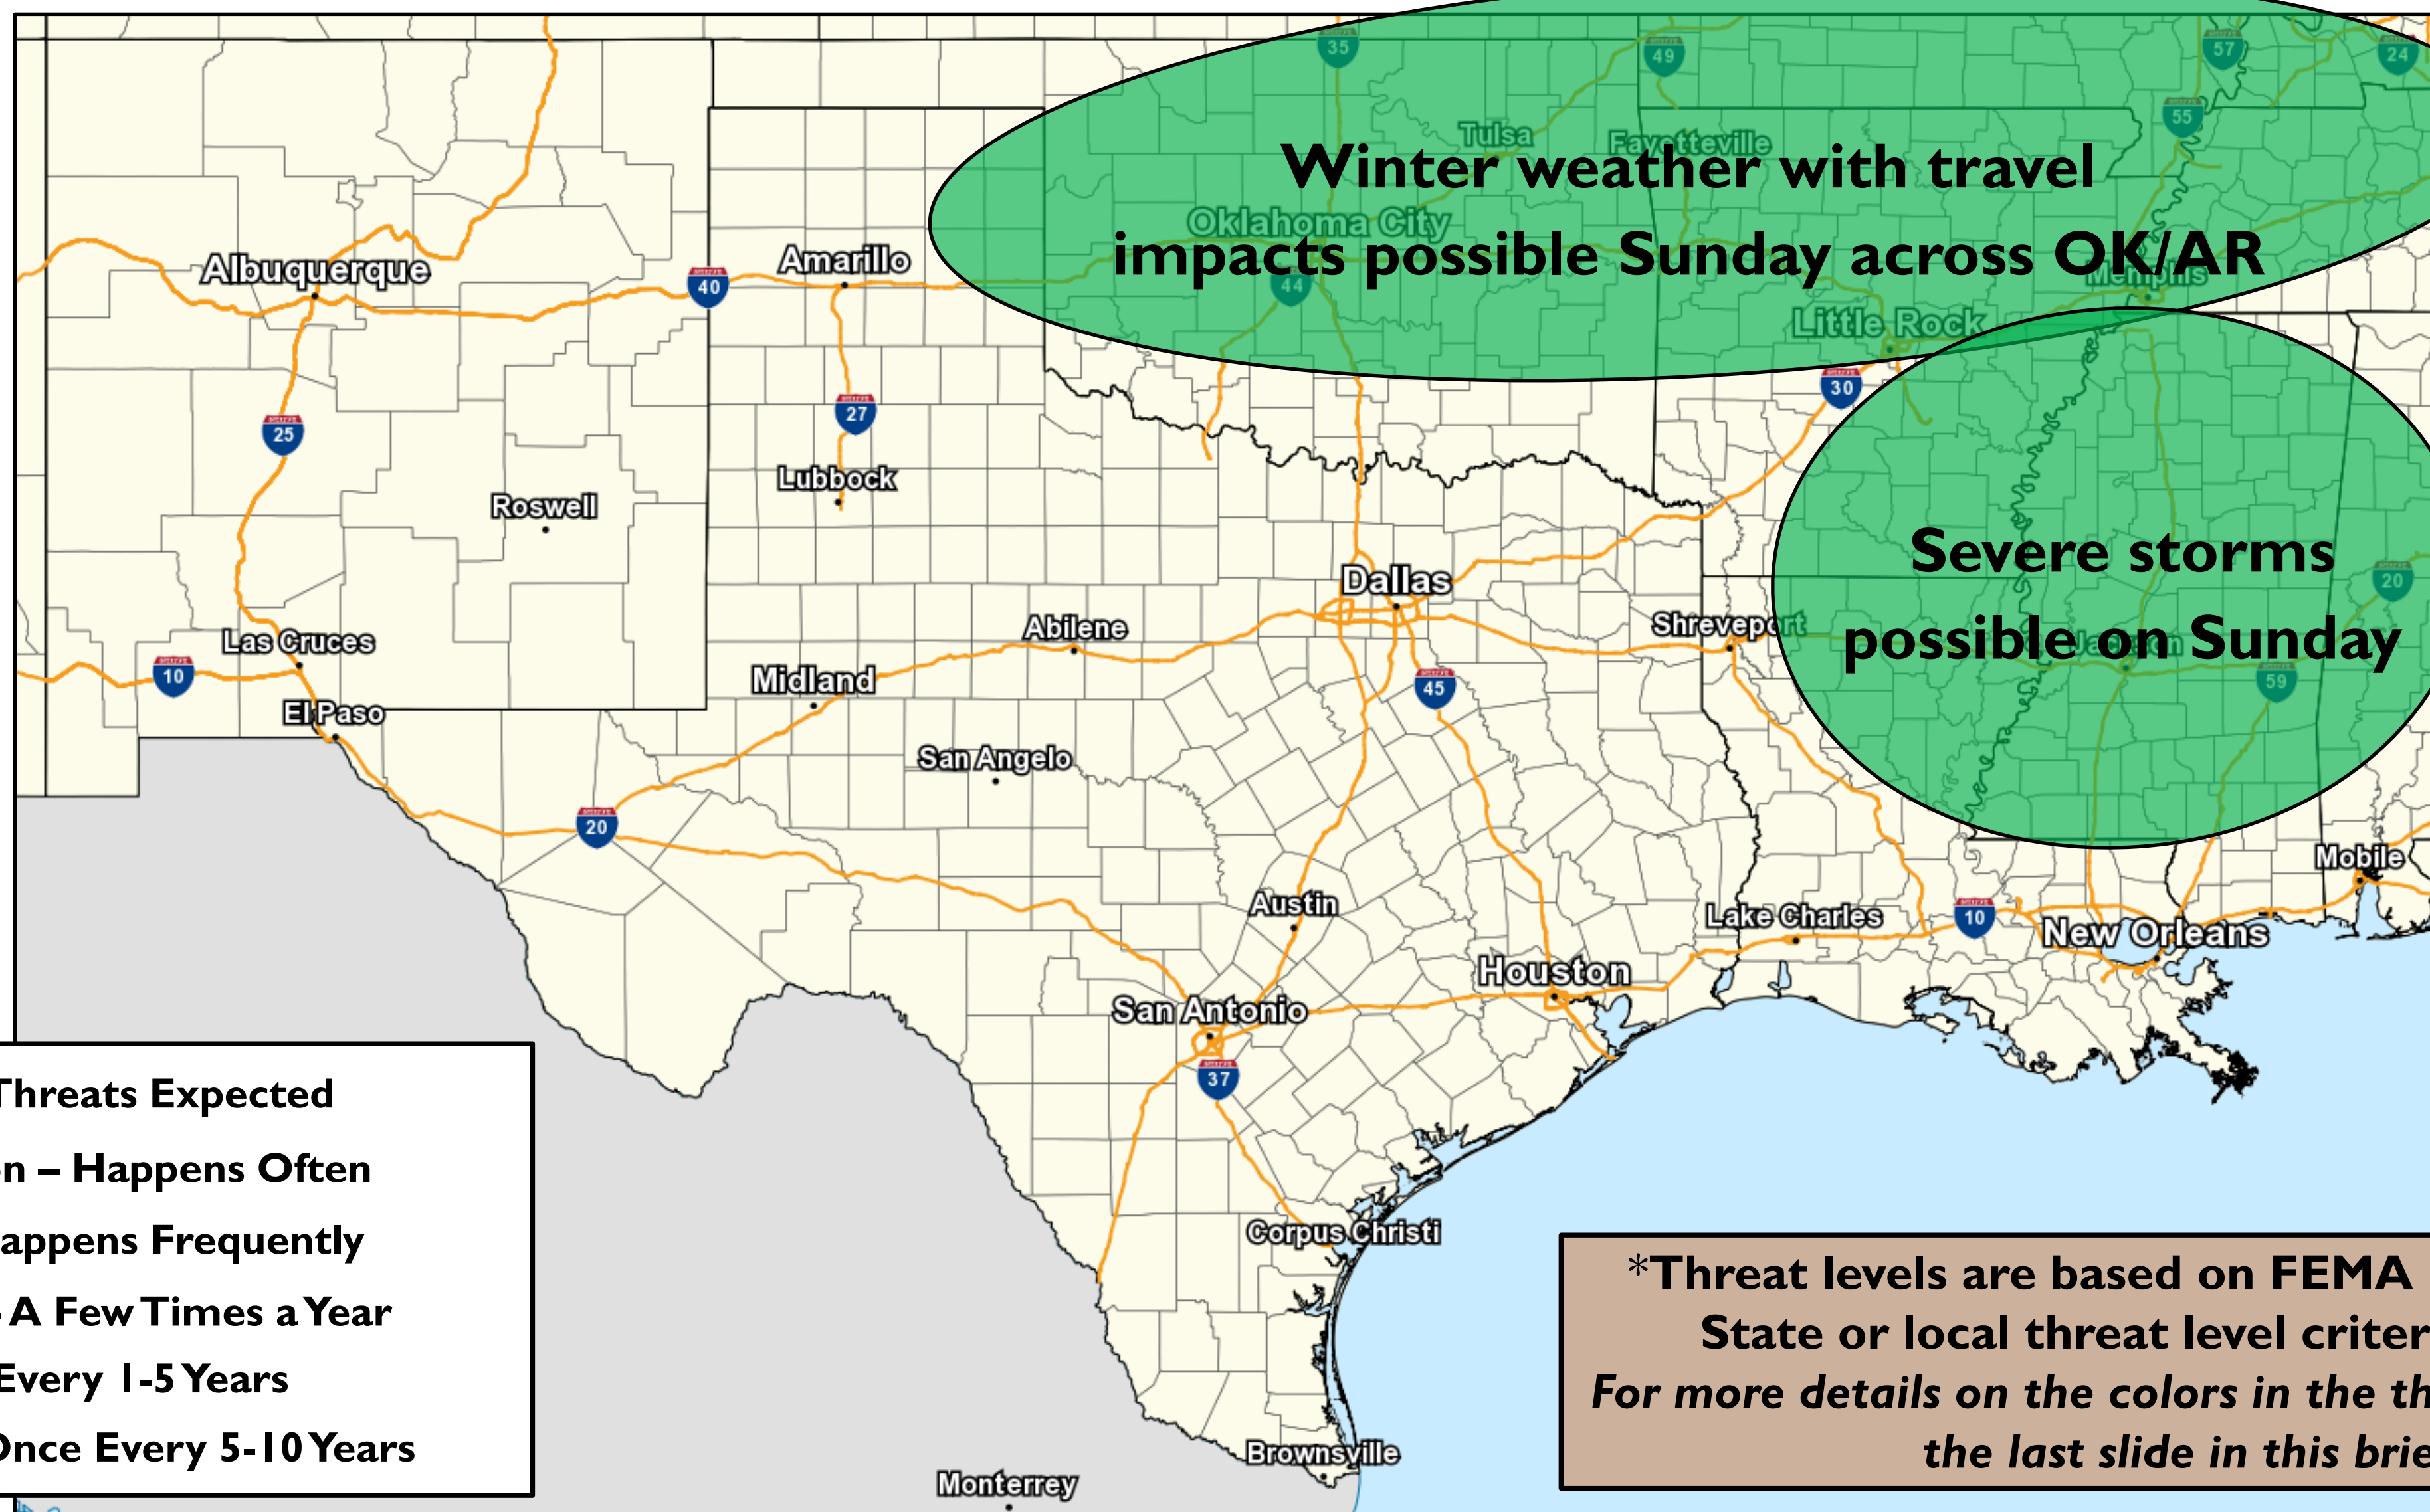 35
49
57
24
55
Tulsa
Fayetteville
Winter weather with travel
Oklahoma City
impacts possible Sunday across OK/AR
Albuquerque
Amarillo
40
44
Memphis
Little Rock
30
27
25
Lubbock
Roswell
Severe storms
possible on Sunday
Dallas
20
Shreveport
Jackson
59
Abilene
Las Cruces
10
Midland
45
El Paso
San Angelo
20
Mobile
Austin
Lake Charles
10
New Orleans
Houston
San Antonio
37
Corpus Christi
Brownsville
Monterrey
Threats Expected
n – Happens Often
appens Frequently
- A Few Times a Year
Every 1-5 Years
Once Every 5-10 Years
*Threat levels are based on FEMA
State or local threat level criter
For more details on the colors in the th
the last slide in this brie